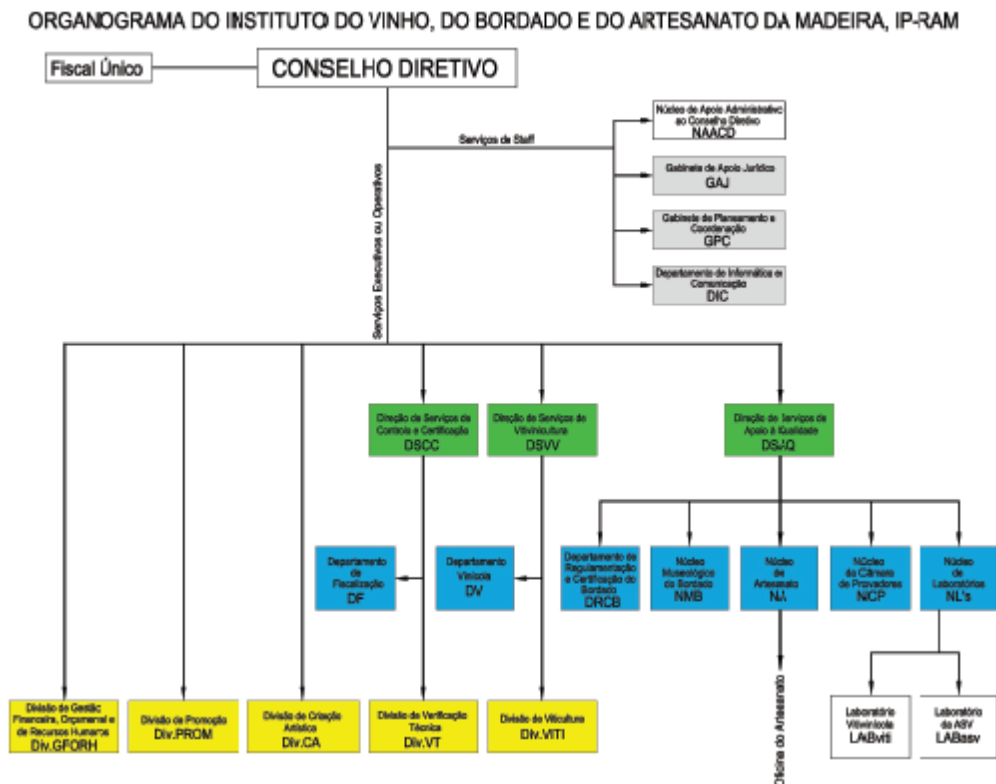 ORGANOGRAMA DO INSTITUTO DO VINHO, DO BORDADO E DO ARTESANATO DA MADEIRA, IP-RAM
Fiscal Único
CONSELHO DIRETIVO
Núcleo de Apoio Administrativo
ao Conselho Diretivo
NAACD
Serviços de Staff
Gabinete de Apoio Jurídico
GAJ
Gabinete de Planeamento e
Coordenação
GPC
Departamento de Informática e
Comunicação
DIC
Serviços Executivos ou Operativos
Direção de Serviços de
Controlo e Certificação
DSCC
Direção de Serviços de
Vitivinicultura
DSVV
Direção de Serviços de
Apoio à Qualidade
DSAQ
Departamento
de
Fiscalização
DF
Departamento
Vinícola
DV
Departamento de
Regulamentação
e Certificação do
Bordado
DRCB
Núcleo
Museológico
do Bordado
NMB
Núcleo
de
Artesanato
NA
Núcleo
da Câmara
de Provadores
NCP
Núcleo
de
Laboratórios
NL's
Divisão de Gestão
Financeira, Orçamental e
de Recursos Humanos
Div.GFORH
Divisão de Promoção
Div.PROM
Divisão de Criação
Artística
Div.CA
Divisão de Verificação
Técnica
Div.VT
Divisão de Viticultura
Div.VITI
Oficina do Artesanato
Laboratório
Vitivinícola
LABviti
Laboratório
da ASV
LABasv